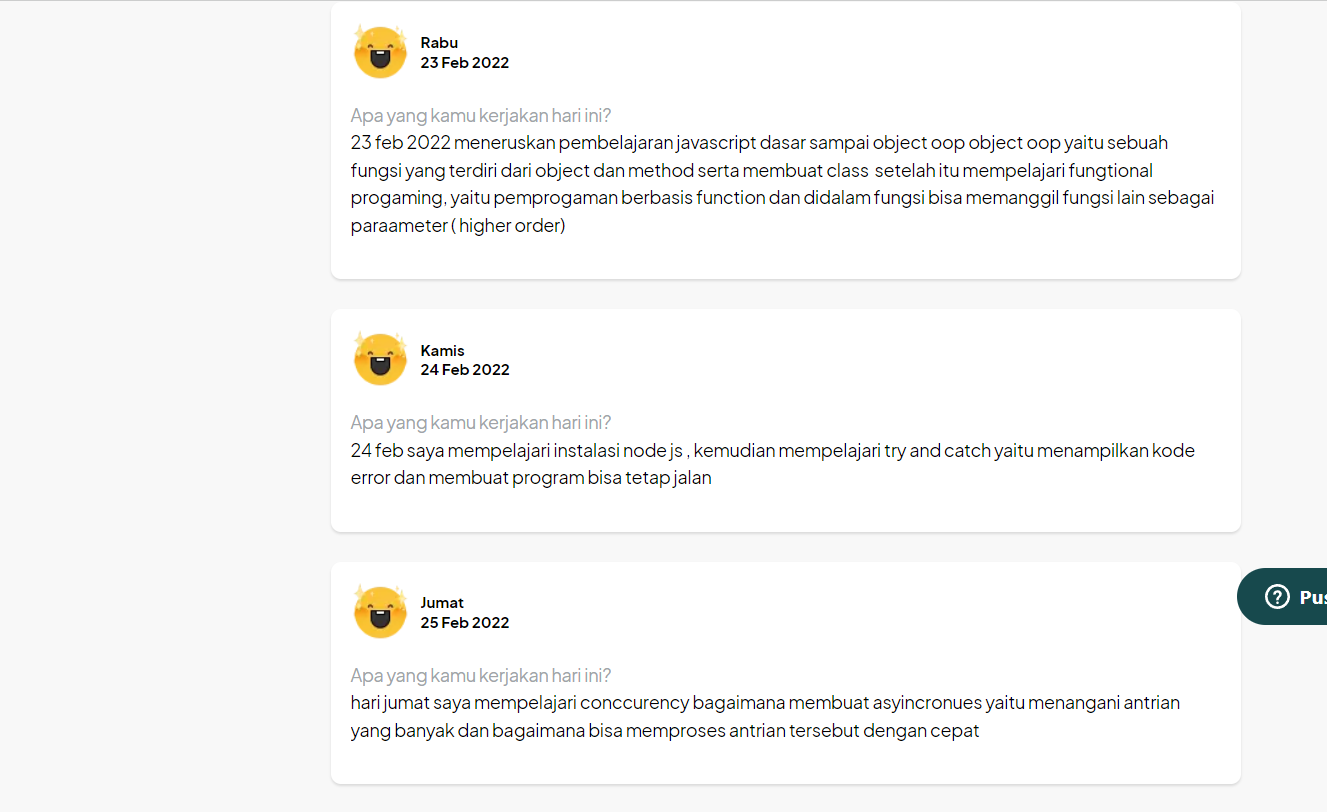 Rabu
23 Feb 2022
Apa yang kamu kerjakan hari ini?
23 feb 2022 meneruskan pembelajaran javascript dasar sampai object oop object oop yaitu sebuah
fungsi yang terdiri dari object dan method serta membuat class  setelah itu mempelajari fungtional
progaming, yaitu pemprogaman berbasis function dan didalam fungsi bisa memanggil fungsi lain sebagai
paraameter ( higher order)
Kamis
24 Feb 2022
Apa yang kamu kerjakan hari ini?
24 feb saya mempelajari instalasi node js , kemudian mempelajari try and catch yaitu menampilkan kode
error dan membuat program bisa tetap jalan
Jumat
25 Feb 2022
Apa yang kamu kerjakan hari ini?
hari jumat saya mempelajari conccurency bagaimana membuat asyincronues yaitu menangani antrian
yang banyak dan bagaimana bisa memproses antrian tersebut dengan cepat
? Pus